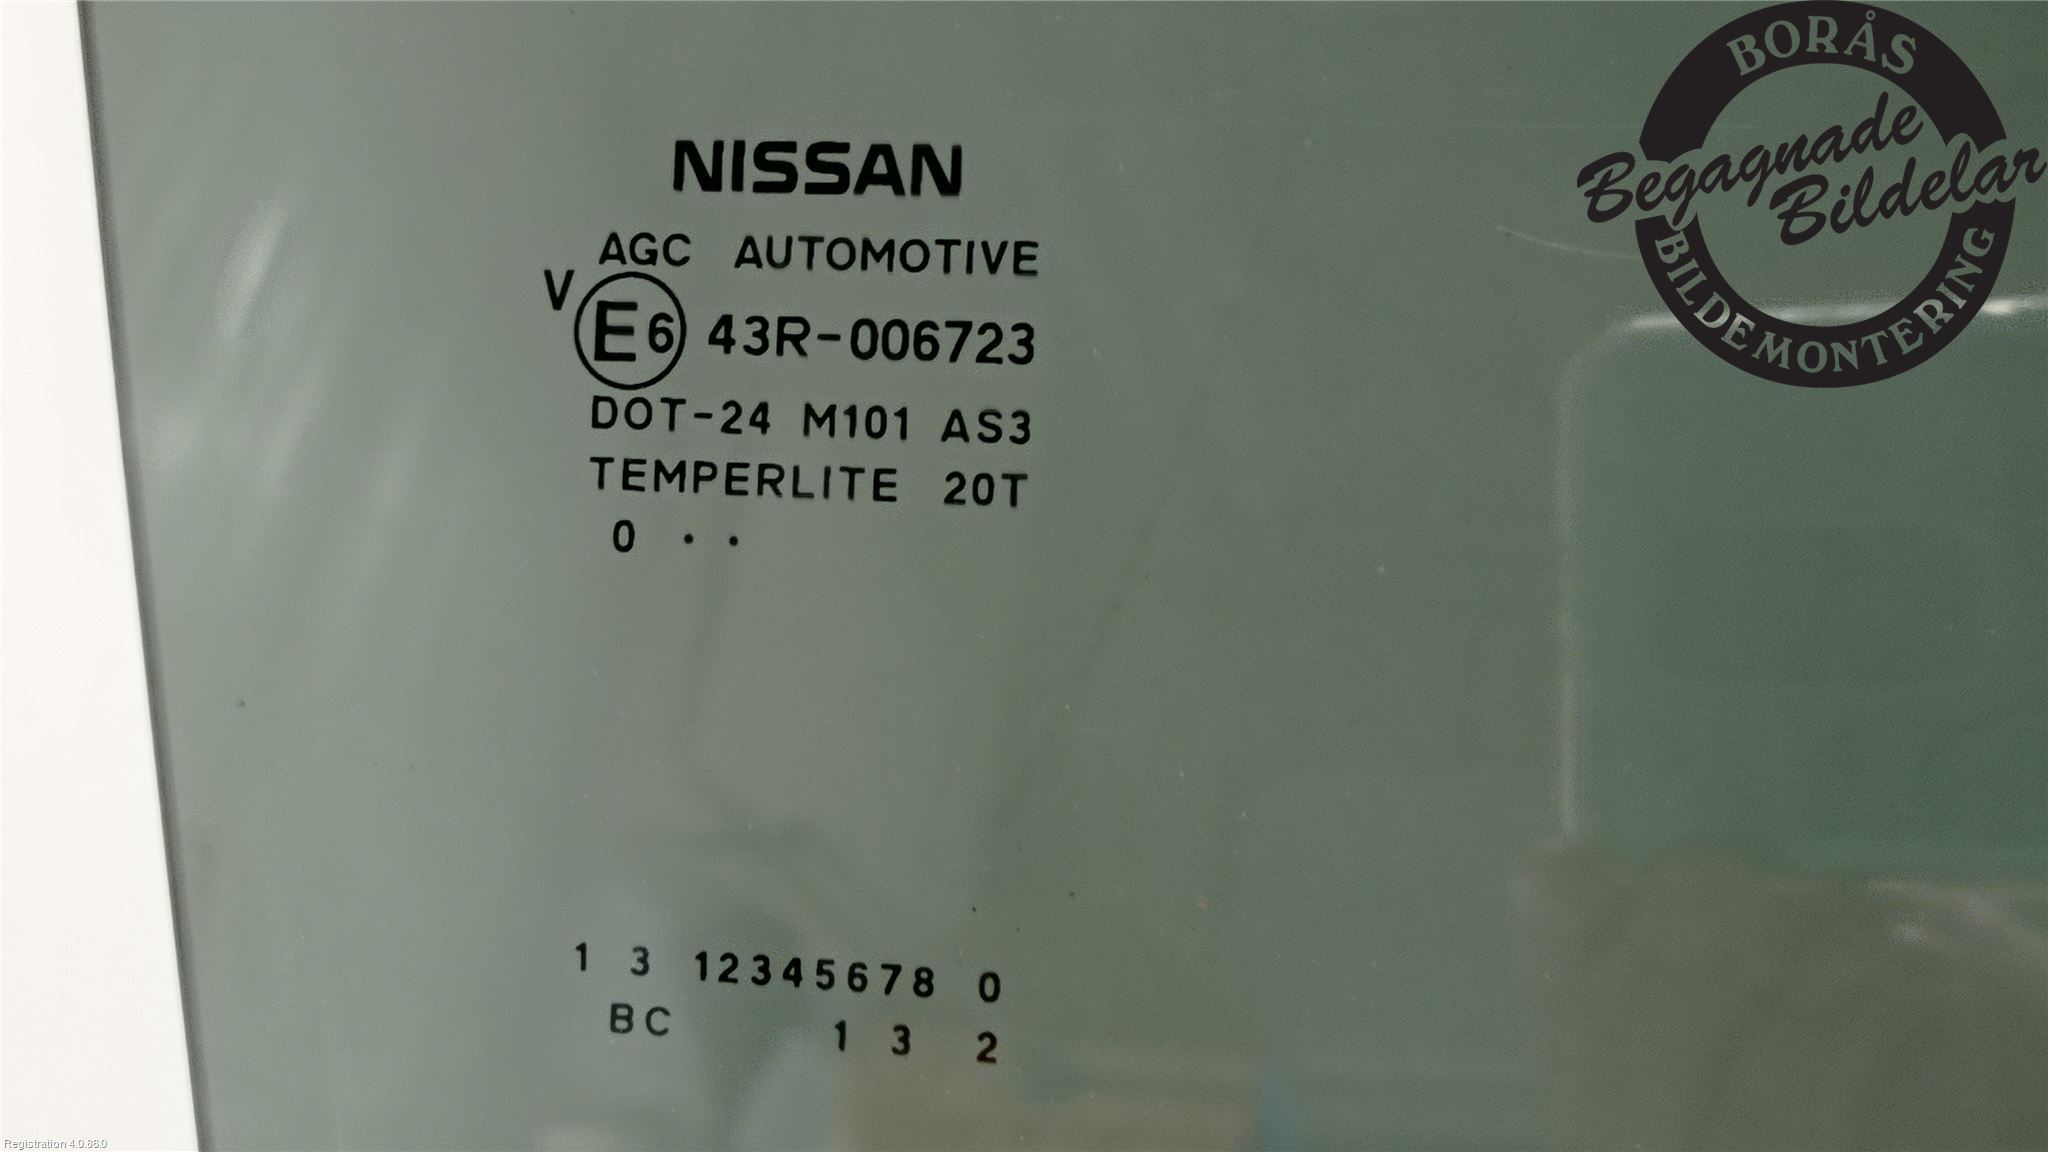 NISSAN
AGC AUTOMOTIVE
V E6 43R-006723
DOT-24 M101 AS3
TEMPERLITE 20T
0 · ·
1 3 12345678 0
BC 1 3 2
BORÅS
Begagnade
Bildelar
BILDEMONTERING
Registration 4.0.86.0